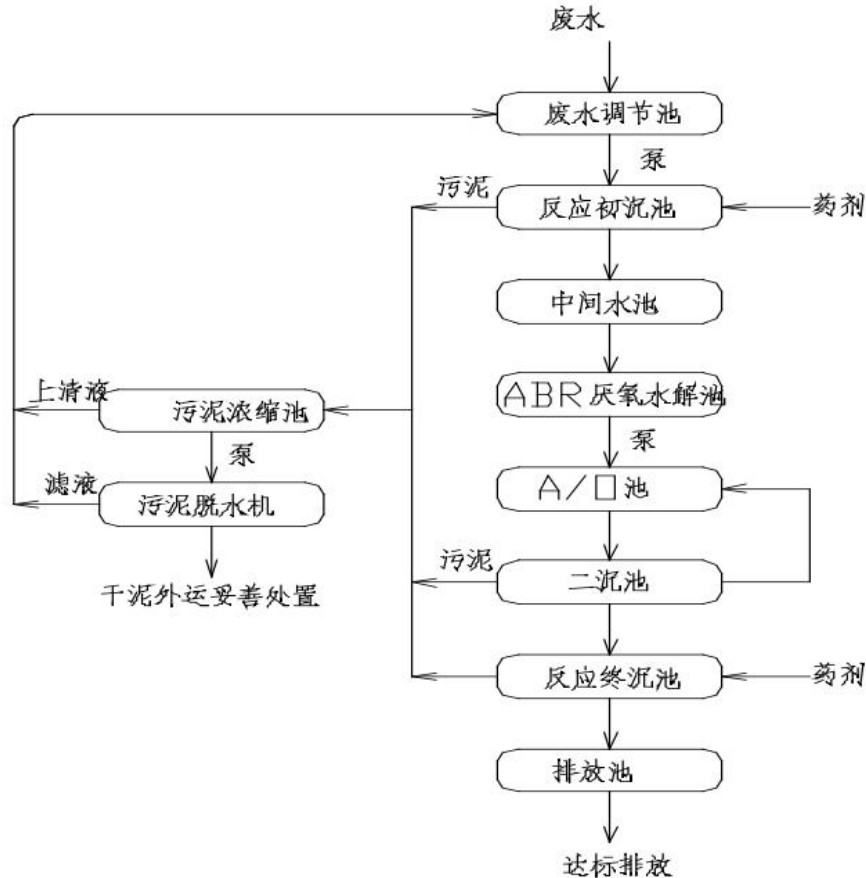 废水
废水调节池
泵
污泥
反应初沉池
药剂
中间水池
上清液
ABR厌氧水解池
污泥浓缩池
泵
泵
滤液
污泥脱水机
A/O池
污泥
二沉池
干泥外运妥善处置
反应终沉池
药剂
排放池
达标排放